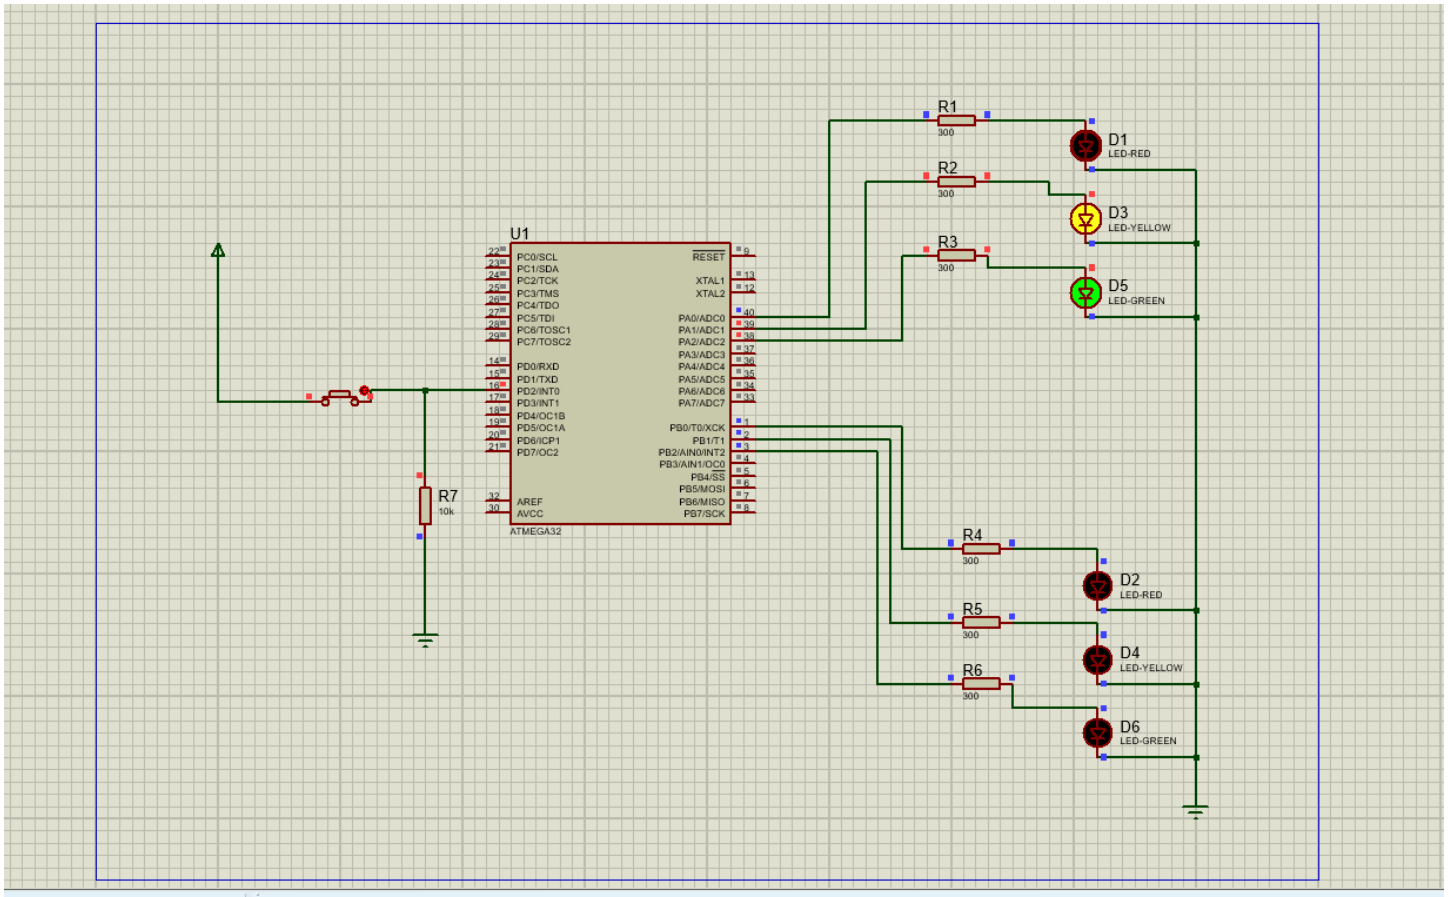 R1
300
D1
LED-RED
R2
300
D3
LED-YELLOW
R3
300
D5
LED-GREEN
U1
22
PC0/SCL
23
PC1/SDA
24
PC2/TCK
25
PC3/TMS
26
PC4/TDO
27
PC5/TDI
28
PC6/TOSC1
29
PC7/TOSC2
14
PD0/RXD
15
PD1/TXD
16
PD2/INT0
17
PD3/INT1
18
PD4/OC1B
19
PD5/OC1A
20
PD6/ICP1
21
PD7/OC2
32
AREF
30
AVCC
RESET
9
XTAL1
13
XTAL2
12
PA0/ADC0
40
PA1/ADC1
39
PA2/ADC2
38
PA3/ADC3
37
PA4/ADC4
36
PA5/ADC5
35
PA6/ADC6
34
PA7/ADC7
33
PB0/T0/XCK
1
PB1/T1
2
PB2/AIN0/INT2
3
PB3/AIN1/OC0
4
PB4/SS
5
PB5/MOSI
6
PB6/MISO
7
PB7/SCK
8
ATMEGA32
R7
10k
R4
300
D2
LED-RED
R5
300
D4
LED-YELLOW
R6
300
D6
LED-GREEN